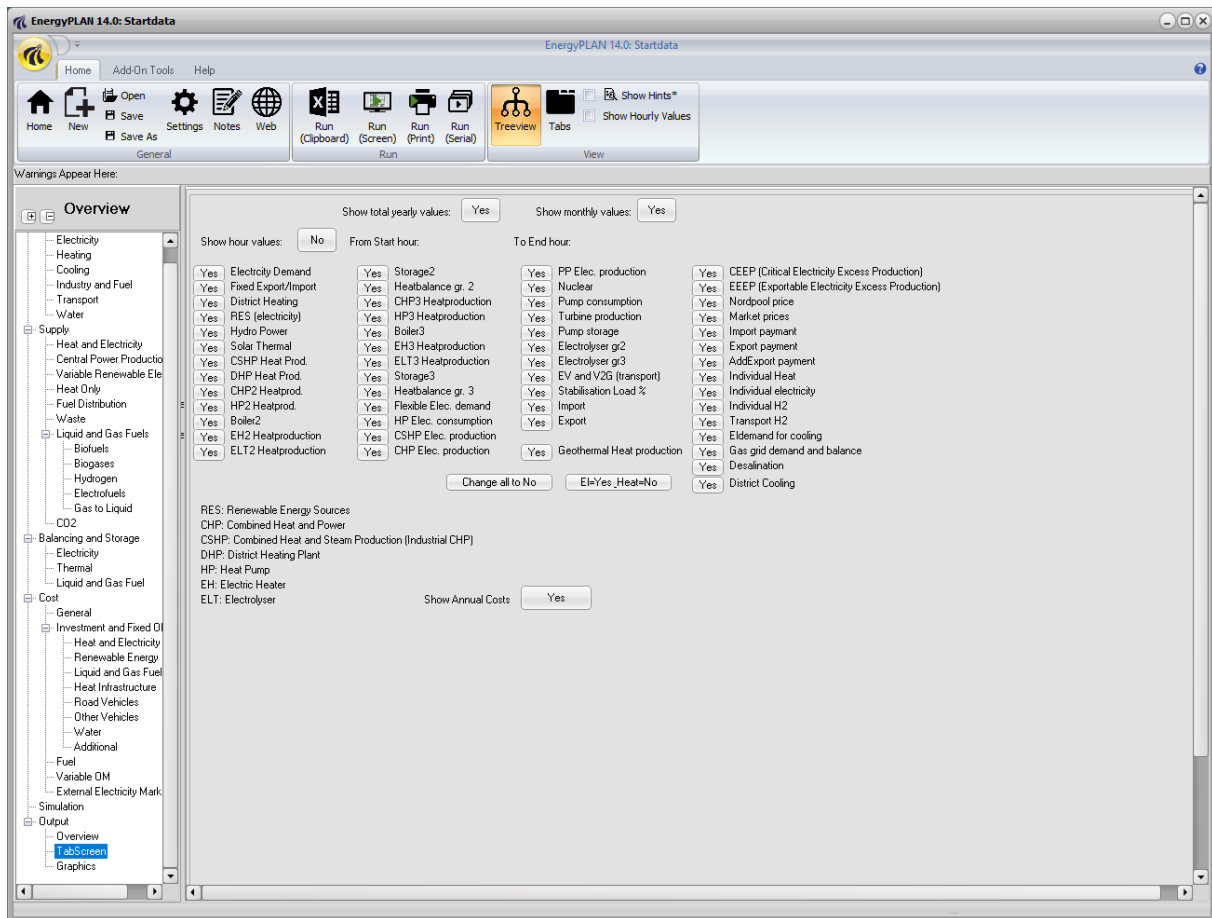 EnergyPLAN 14.0: Startdata
EnergyPLAN 14.0: Startdata
Home Add-On Tools Help
Home
New
Open
Save
Save As
Settings
Notes
Web
General
Run (Clipboard)
Run (Screen)
Run (Print)
Run (Serial)
Run
Treeview
Tabs
Show Hints*
Show Hourly Values
View
Warnings Appear Here:
Overview
Electricity
Heating
Cooling
Industry and Fuel
Transport
Water
Supply
Heat and Electricity
Central Power Productio
Variable Renewable Ele
Heat Only
Fuel Distribution
Waste
Liquid and Gas Fuels
Biofuels
Biogases
Hydrogen
Electrofuels
Gas to Liquid
CO2
Balancing and Storage
Electricity
Thermal
Liquid and Gas Fuel
Cost
General
Investment and Fixed OI
Heat and Electricity
Renewable Energy
Liquid and Gas Fuel
Heat Infrastructure
Road Vehicles
Other Vehicles
Water
Additional
Fuel
Variable OM
External Electricity Mark
Simulation
Output
Overview
TabScreen
Graphics
Show total yearly values: Yes Show monthly values: Yes
Show hour values: No From Start hour: To End hour:
Yes Electrcity Demand
Yes Fixed Export/Import
Yes District Heating
Yes RES (electricity)
Yes Hydro Power
Yes Solar Thermal
Yes CSHP Heat Prod.
Yes DHP Heat Prod.
Yes CHP2 Heatprod.
Yes HP2 Heatprod.
Yes Boiler2
Yes EH2 Heatproduction
Yes ELT2 Heatproduction
Yes Storage2
Yes Heatbalance gr. 2
Yes CHP3 Heatproduction
Yes HP3 Heatproduction
Yes Boiler3
Yes EH3 Heatproduction
Yes ELT3 Heatproduction
Yes Storage3
Yes Heatbalance gr. 3
Yes Flexible Elec. demand
Yes HP Elec. consumption
Yes CSHP Elec. production
Yes CHP Elec. production
Yes PP Elec. production
Yes Nuclear
Yes Pump consumption
Yes Turbine production
Yes Pump storage
Yes Electrolyser gr2
Yes Electrolyser gr3
Yes EV and V2G (transport)
Yes Stabilisation Load %
Yes Import
Yes Export
Yes Geothermal Heat production
Yes CEEP (Critical Electricity Excess Production)
Yes EEEP (Exportable Electricity Excess Production)
Yes Nordpool price
Yes Market prices
Yes Import paymant
Yes Export payment
Yes AddExport payment
Yes Individual Heat
Yes Individual electricity
Yes Individual H2
Yes Transport H2
Yes Eldemand for cooling
Yes Gas grid demand and balance
Yes Desalination
Yes District Cooling
Change all to No El=Yes_Heat=No
RES: Renewable Energy Sources
CHP: Combined Heat and Power
CSHP: Combined Heat and Steam Production (Industrial CHP)
DHP: District Heating Plant
HP: Heat Pump
EH: Electric Heater
ELT: Electrolyser
Show Annual Costs Yes